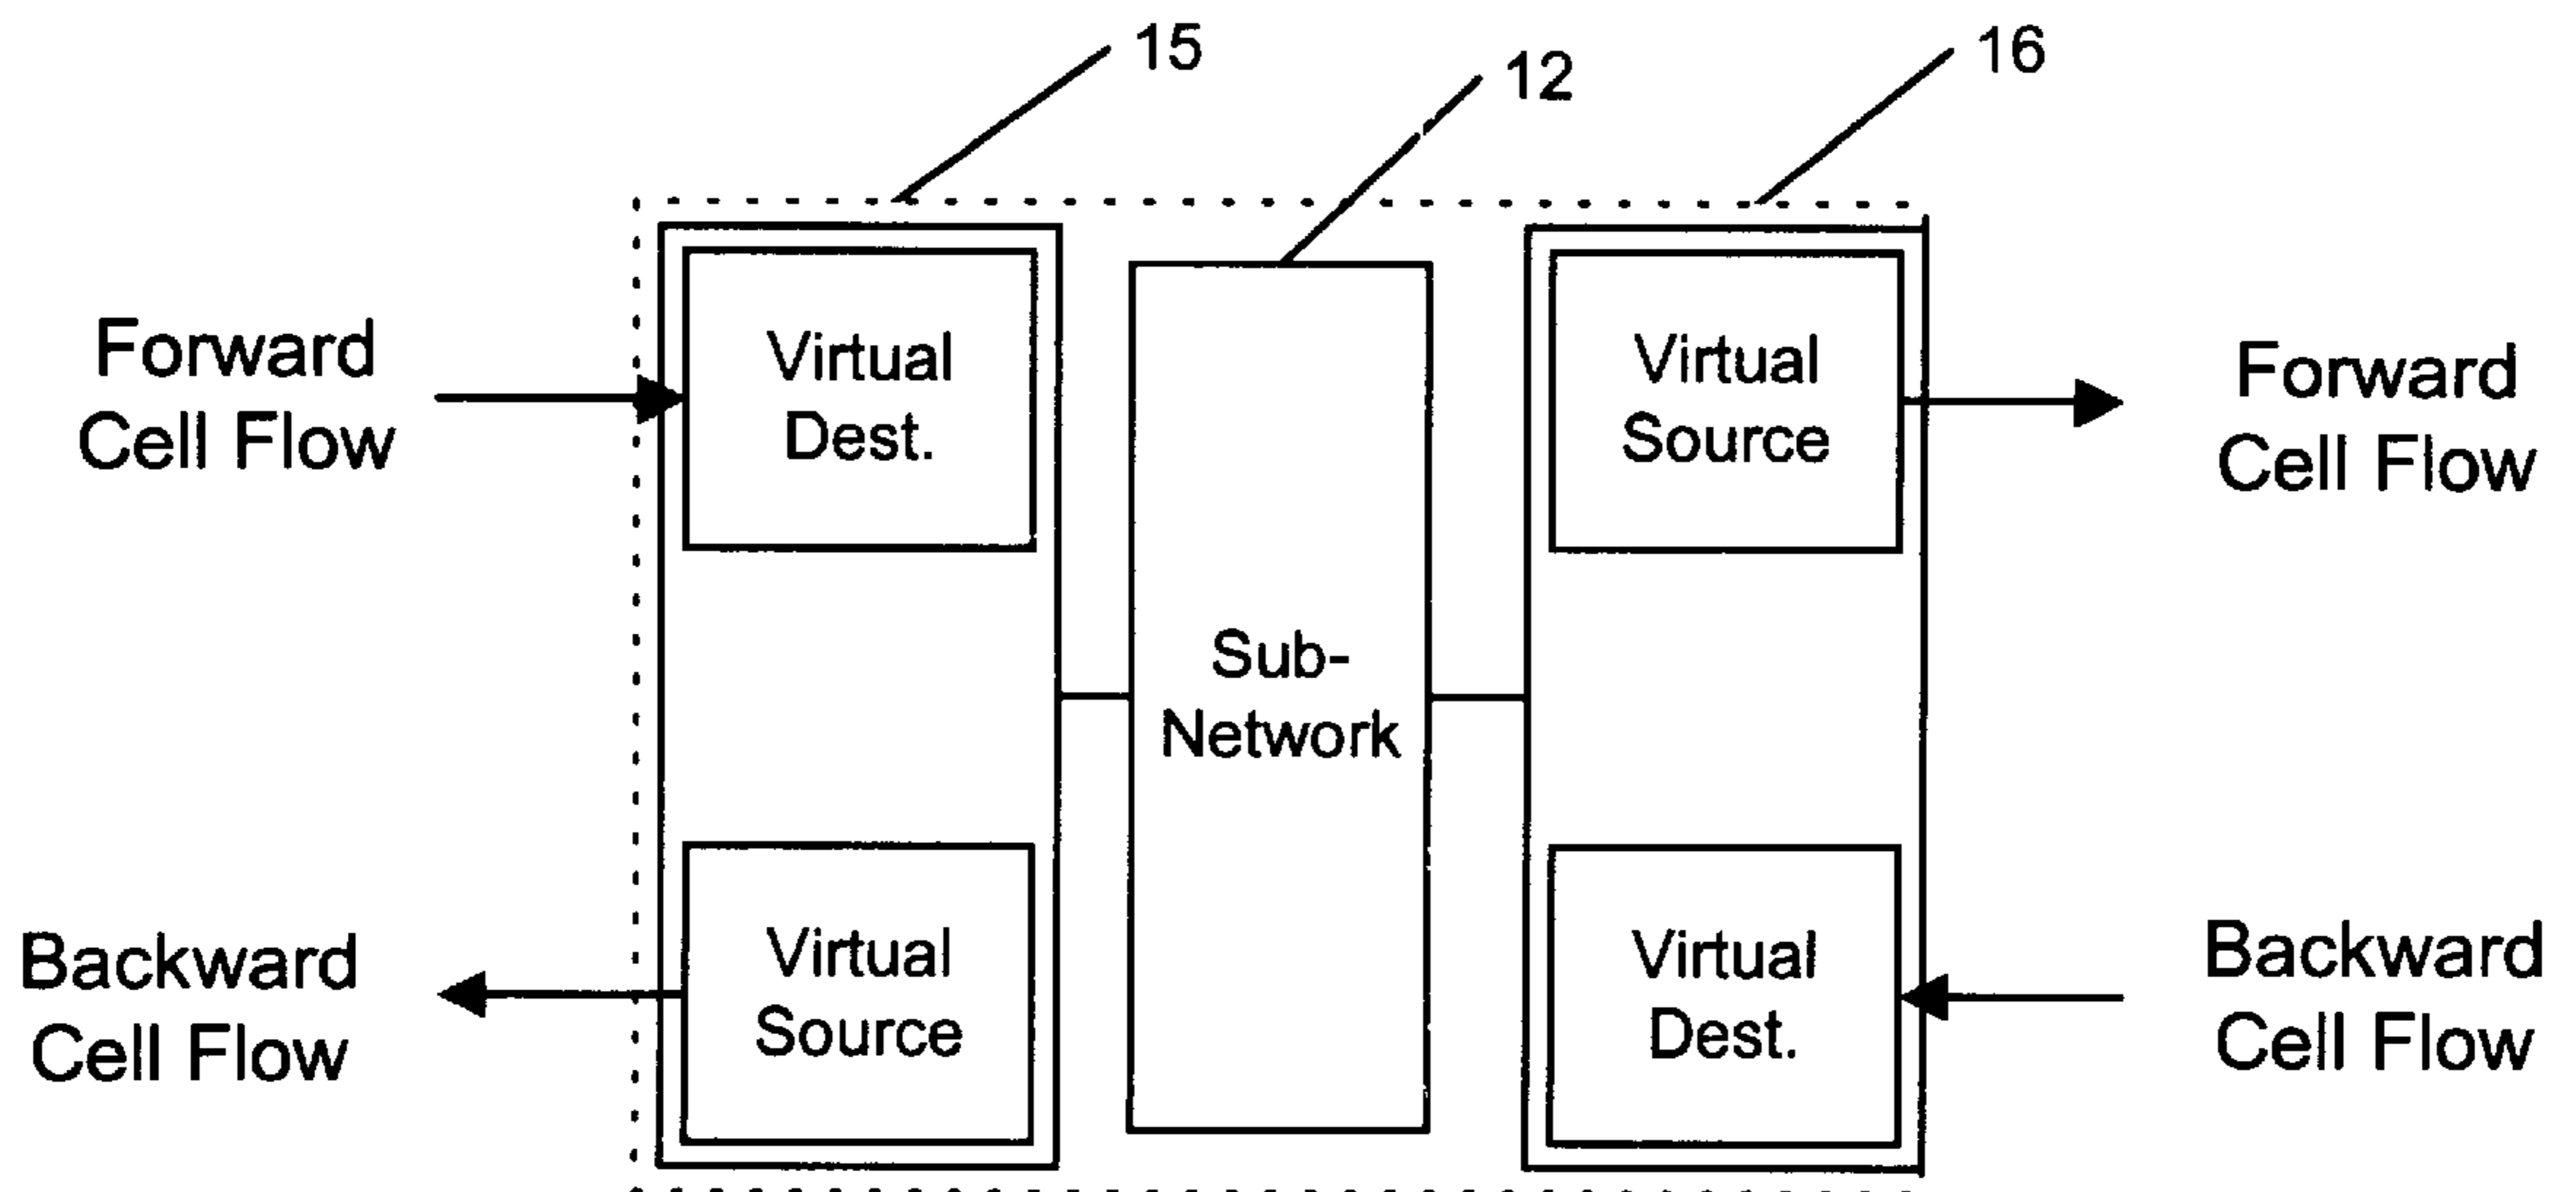 15
12
16
Forward
Cell Flow
Virtual
Dest.
Virtual
Source
Forward
Cell Flow
Sub-
Network
Backward
Cell Flow
Virtual
Source
Virtual
Dest.
Backward
Cell Flow